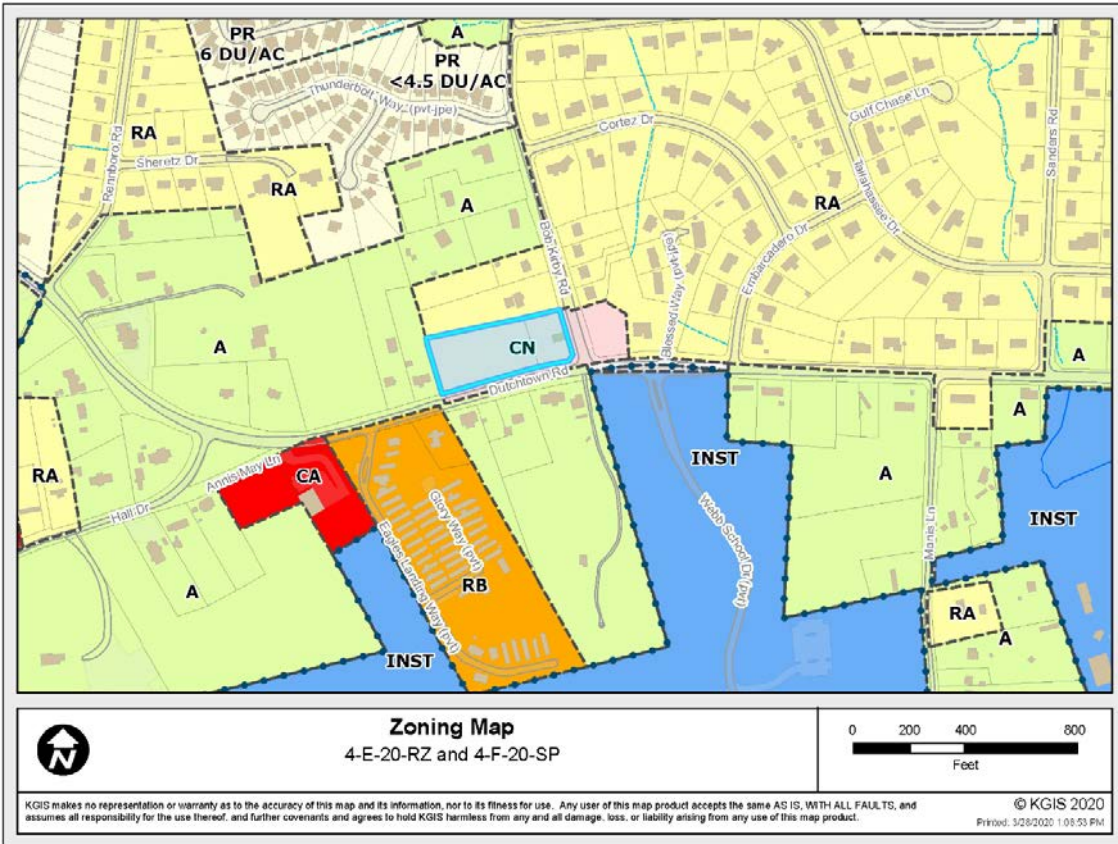 PR
6 DU/AC
A
PR
<4.5 DU/AC
Thunderbolt Way (pvt-jpe)
Gulf Chase Ln
Cortez Dr
Sanders Rd
Rennboro Rd
RA
Sheretz Dr
RA
A
Tallahassee Dr
RA
Embarcadero Dr
Bob Kirby Rd
Blessed Way (pvt-jpe)
A
CN
A
Dutchtown Rd
RA
Annis May Ln
CA
Hall Dr
INST
A
A
INST
Glory Way (pvt)
Eagles Landing Way (pvt)
Webb School Dr (pvt)
Manis Ln
A
RB
RA
A
INST
N
Zoning Map
4-E-20-RZ and 4-F-20-SP
0 200 400 800
Feet
KGIS makes no representation or warranty as to the accuracy of this map and its information, nor to its fitness for use. Any user of this map product accepts the same AS IS, WITH ALL FAULTS, and
assumes all responsibility for the use thereof, and further covenants and agrees to hold KGIS harmless from any and all damage, loss, or liability arising from any use of this map product.
© KGIS 2020
Printed: 3/28/2020 1:08:53 PM